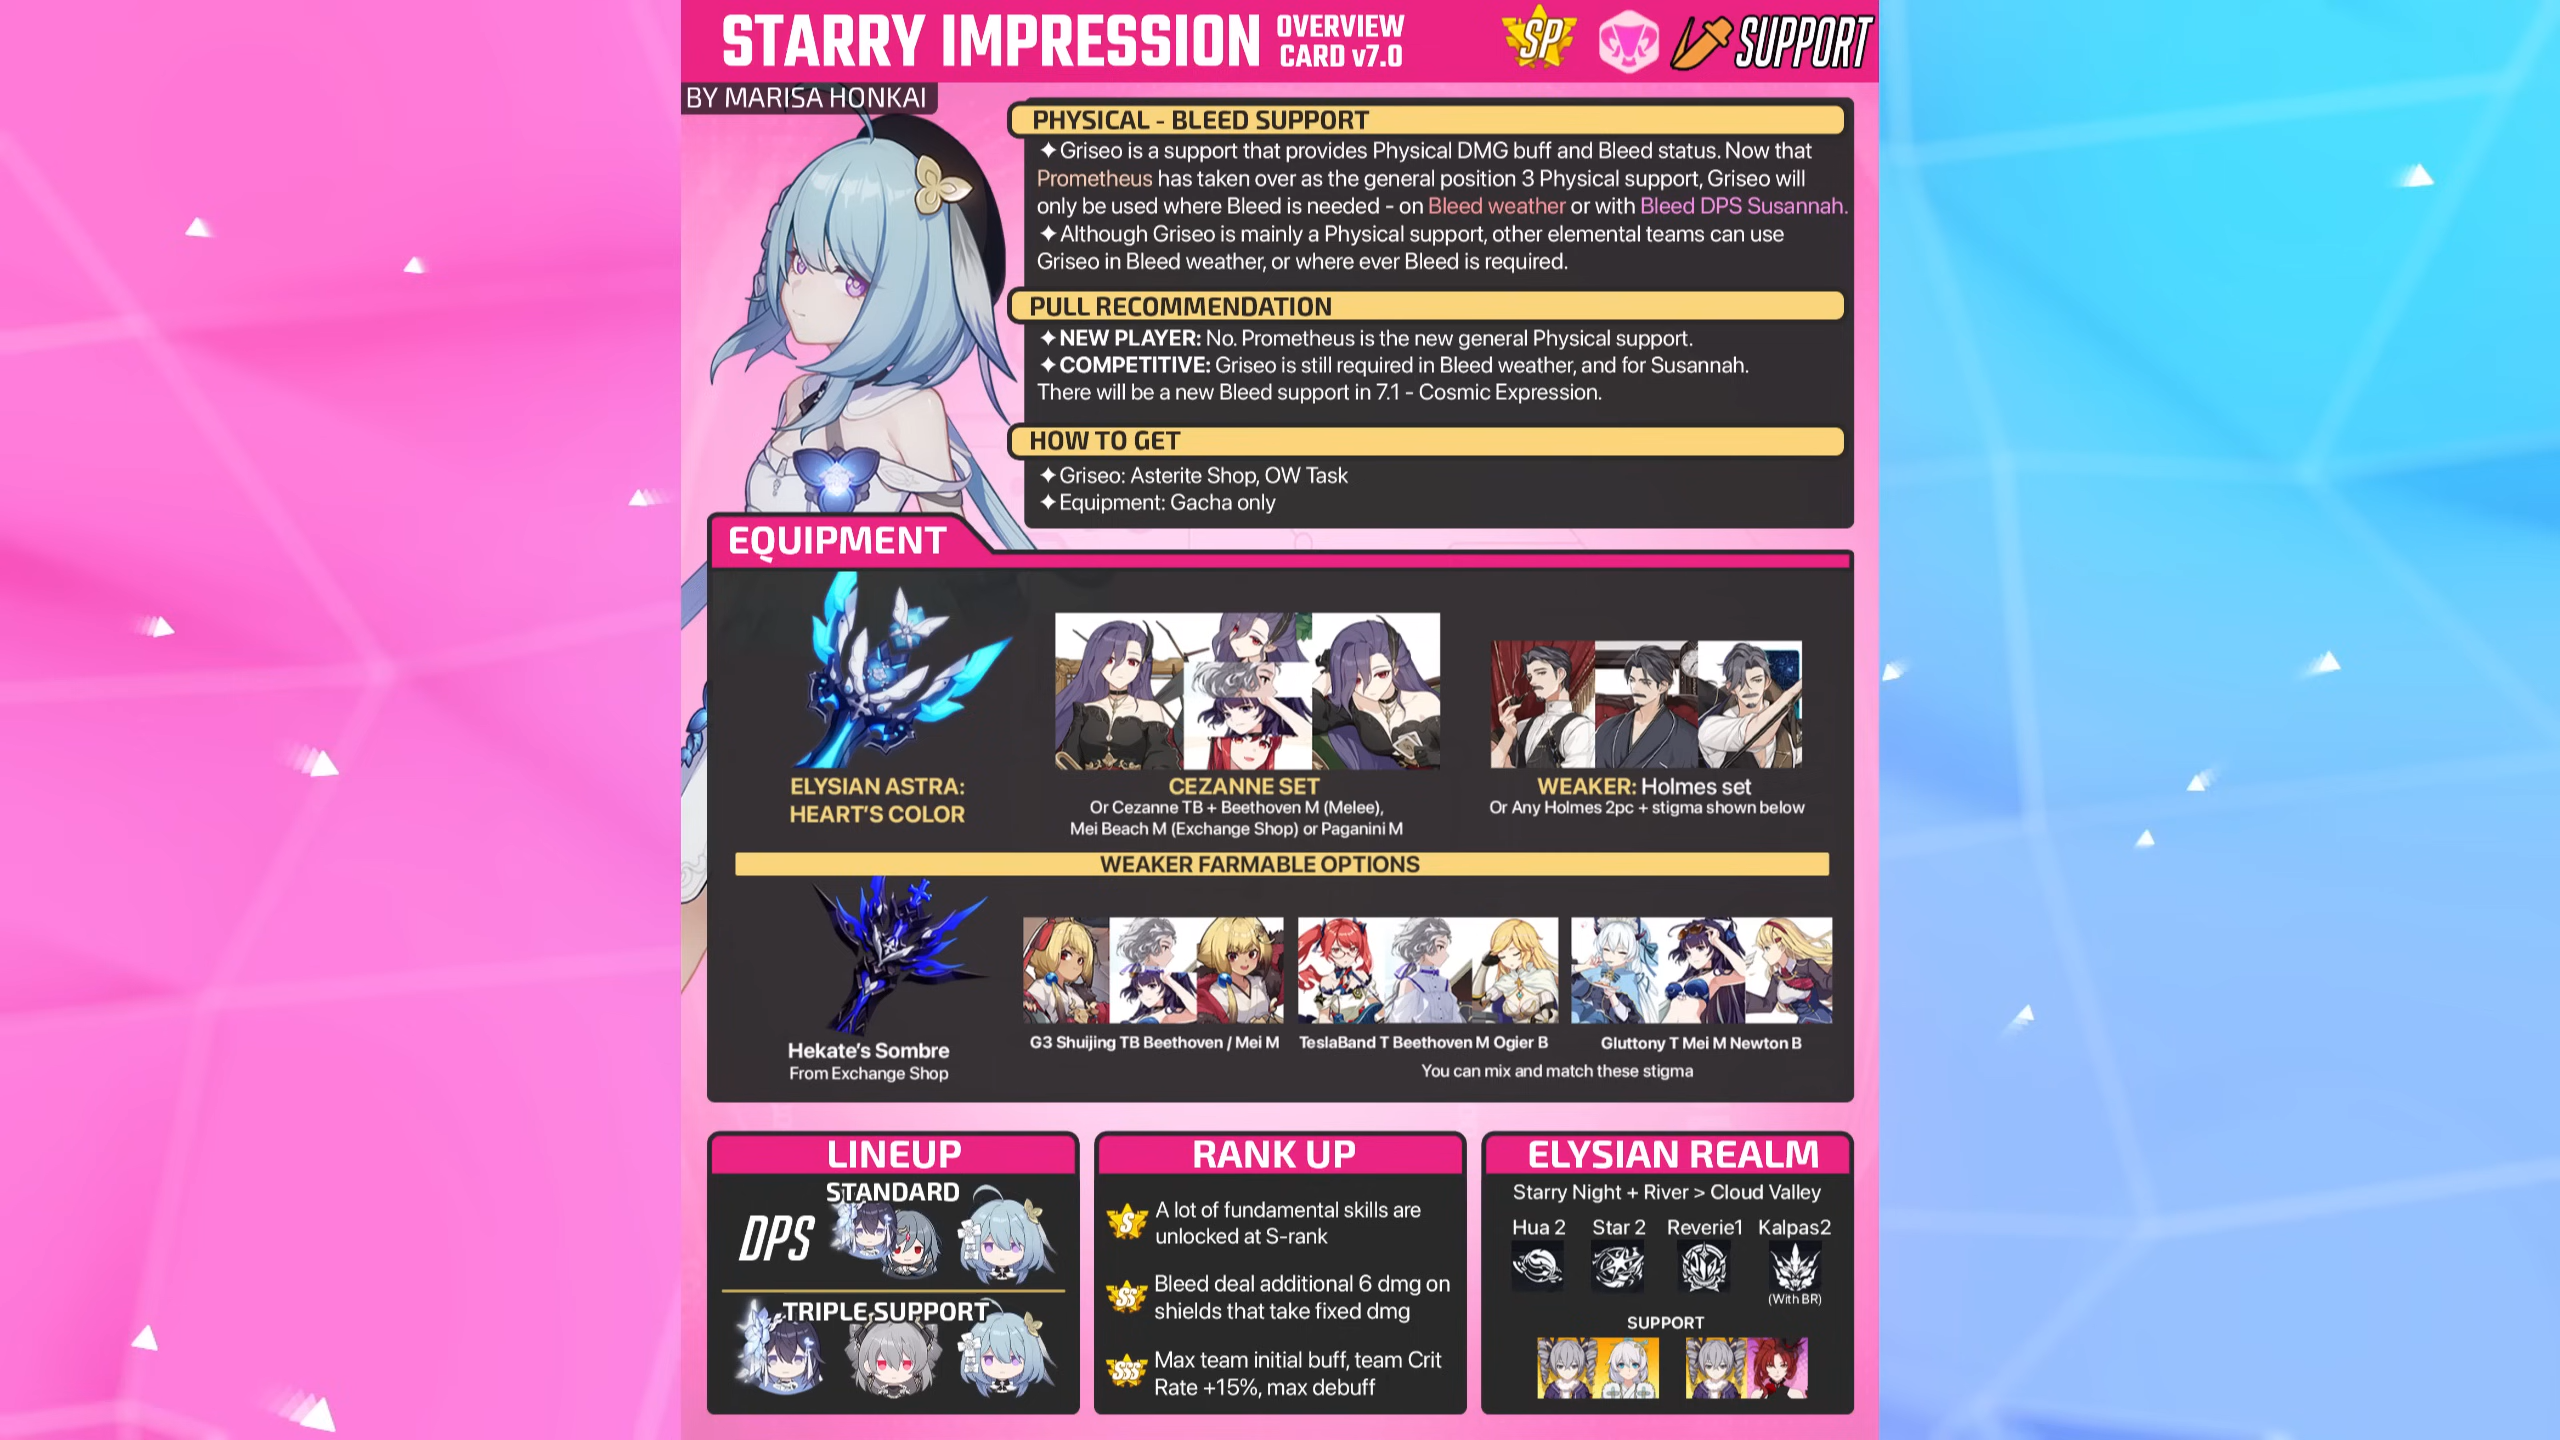 STARRY IMPRESSION
OVERVIEW
CARD v7.0
SP
SUPPORT
BY MARISA HONKAI
PHYSICAL - BLEED SUPPORT
✦Griseo is a support that provides Physical DMG buff and Bleed status. Now that
Prometheus has taken over as the general position 3 Physical support, Griseo will
only be used where Bleed is needed - on Bleed weather or with Bleed DPS Susannah.
✦Although Griseo is mainly a Physical support, other elemental teams can use
Griseo in Bleed weather, or where ever Bleed is required.
PULL RECOMMENDATION
✦NEW PLAYER: No. Prometheus is the new general Physical support.
✦COMPETITIVE: Griseo is still required in Bleed weather, and for Susannah.
There will be a new Bleed support in 7.1 - Cosmic Expression.
HOW TO GET
✦Griseo: Asterite Shop, OW Task
✦Equipment: Gacha only
EQUIPMENT
ELYSIAN ASTRA:
HEART'S COLOR
CEZANNE SET
Or Cezanne TB + Beethoven M (Melee),
Mei Beach M (Exchange Shop) or Paganini M
WEAKER: Holmes set
Or Any Holmes 2pc + stigma shown below
WEAKER FARMABLE OPTIONS
Hekate's Sombre
From Exchange Shop
G3 Shuijing TB Beethoven / Mei M
TeslaBand T Beethoven M Ogier B
Gluttony T Mei M Newton B
You can mix and match these stigma
LINEUP
STANDARD
DPS
TRIPLE SUPPORT
RANK UP
S
A lot of fundamental skills are
unlocked at S-rank
SS
Bleed deal additional 6 dmg on
shields that take fixed dmg
SSS
Max team initial buff, team Crit
Rate +15%, max debuff
ELYSIAN REALM
Starry Night + River > Cloud Valley
Hua 2
Star 2
Reverie1
Kalpas2
(With BR)
SUPPORT